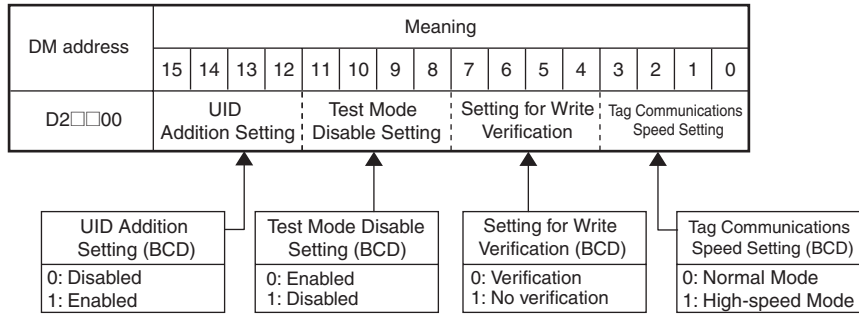 DM address
Meaning
15 14 13 12 11 10 9 8 7 6 5 4 3 2 1 0
D2□□00
UID
Addition Setting
Test Mode
Disable Setting
Setting for Write
Verification
Tag Communications
Speed Setting
UID Addition
Setting (BCD)
0: Disabled
1: Enabled
Test Mode Disable
Setting (BCD)
0: Enabled
1: Disabled
Setting for Write
Verification (BCD)
0: Verification
1: No verification
Tag Communications
Speed Setting (BCD)
0: Normal Mode
1: High-speed Mode